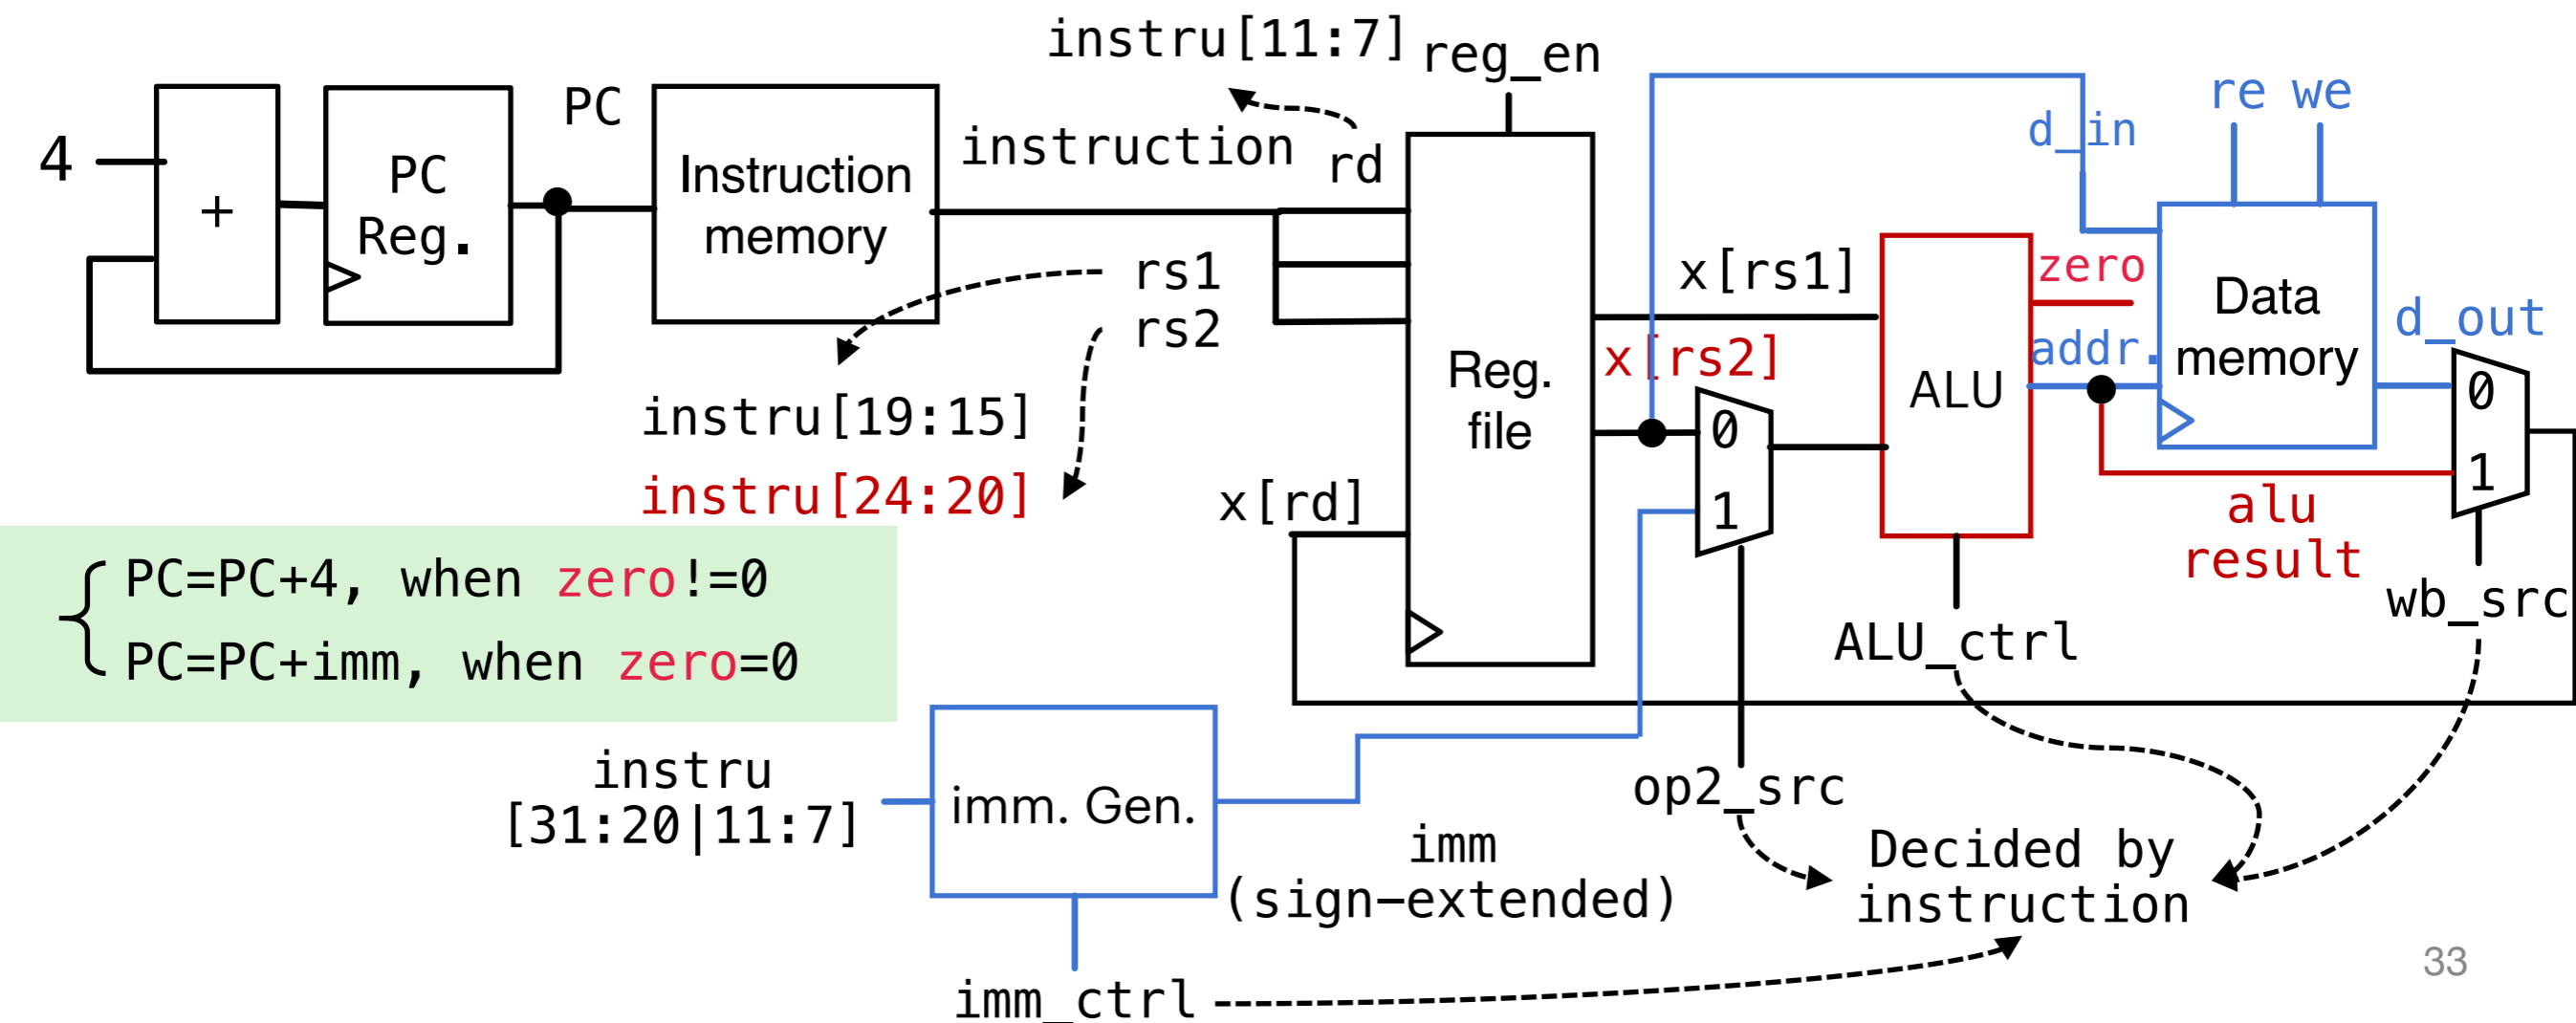 instru[11:7]
reg_en
4
+
PC
Reg.
PC
Instruction
memory
instruction
rd
rs1
rs2
instru[19:15]
instru[24:20]
x[rd]
Reg.
file
x[rs1]
x[rs2]
0
1
ALU
zero
addr.
d_in
re we
Data
memory
d_out
0
1
alu
result
wb_src
ALU_ctrl
PC=PC+4, when zero!=0
PC=PC+imm, when zero=0
instru
[31:20|11:7]
imm. Gen.
imm
(sign-extended)
op2_src
Decided by
instruction
imm_ctrl
33